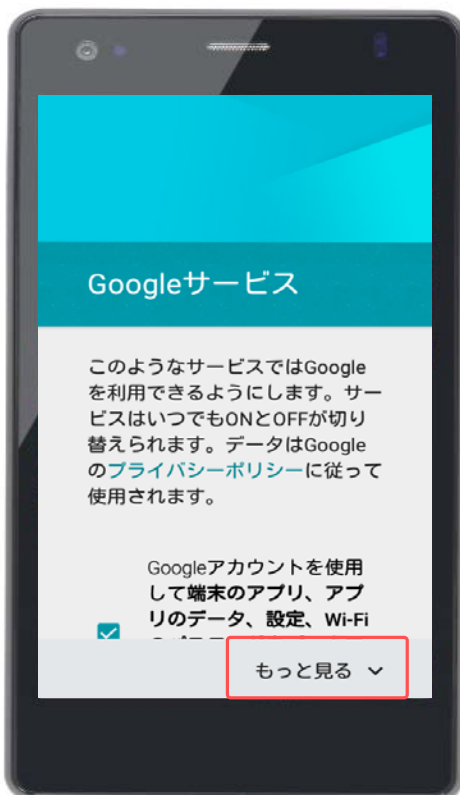 Googleサービス
このようなサービスではGoogle
を利用できるようにします。サー
ビスはいつでもONとOFFが切り
替えられます。データはGoogle
のプライバシーポリシーに従って
使用されます。
Googleアカウントを使用
して端末のアプリ、アプ
リのデータ、設定、Wi-Fi
もっと見る